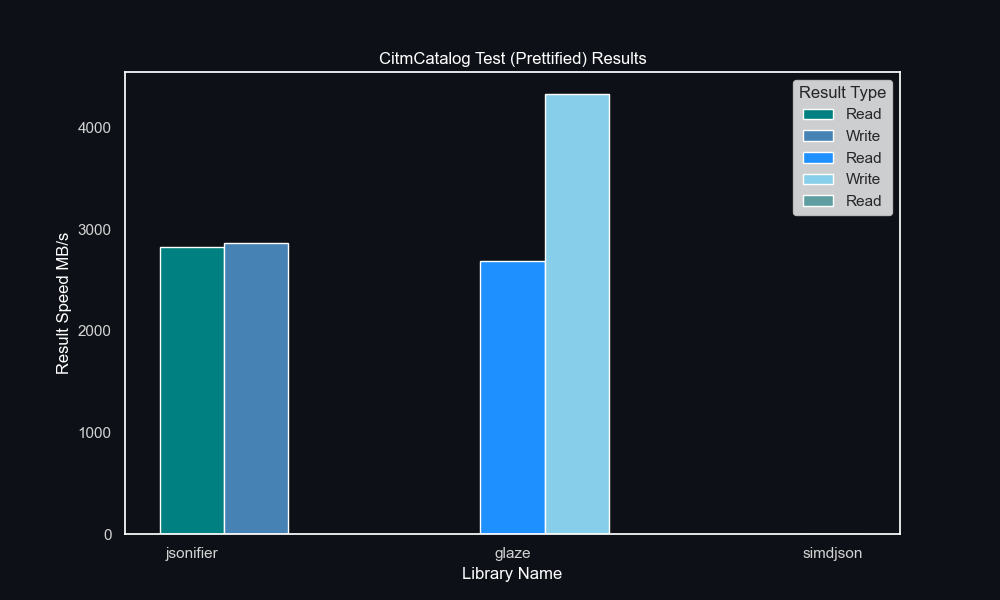 CitmCatalog Test (Prettified) Results
Result Type
Read
Write
Read
Write
Read
Result Speed MB/s
4000
3000
2000
1000
0
jsonifier
glaze
simdjson
Library Name